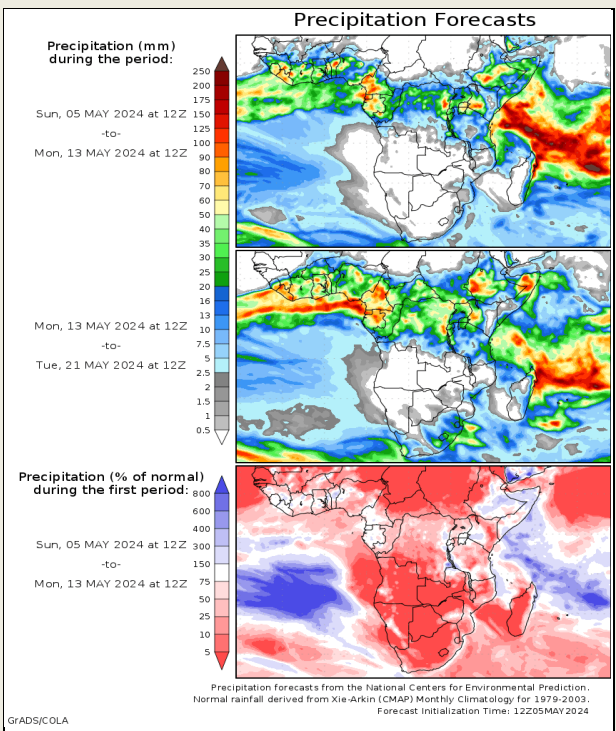 Precipitation Forecasts
Precipitation (mm)
during the period:
Sun, 05 MAY 2024 at 12Z
-to-
Mon, 13 MAY 2024 at 12Z
250
200
175
150
125
100
90
80
70
60
50
40
35
30
25
20
16
13
10
7.5
5
2.5
2
1.5
1
0.5
Mon, 13 MAY 2024 at 12Z
-to-
Tue, 21 MAY 2024 at 12Z
Precipitation (% of normal)
during the first period:
Sun, 05 MAY 2024 at 12Z
-to-
Mon, 13 MAY 2024 at 12Z
800
600
400
300
150
75
50
25
10
5
Precipitation forecasts from the National Centers for Environmental Prediction.
Normal rainfall derived from Xie-Arkin (CMAP) Monthly Climatology for 1979-2003.
Forecast Initialization Time: 12Z05MAY2024
GrADS/COLA